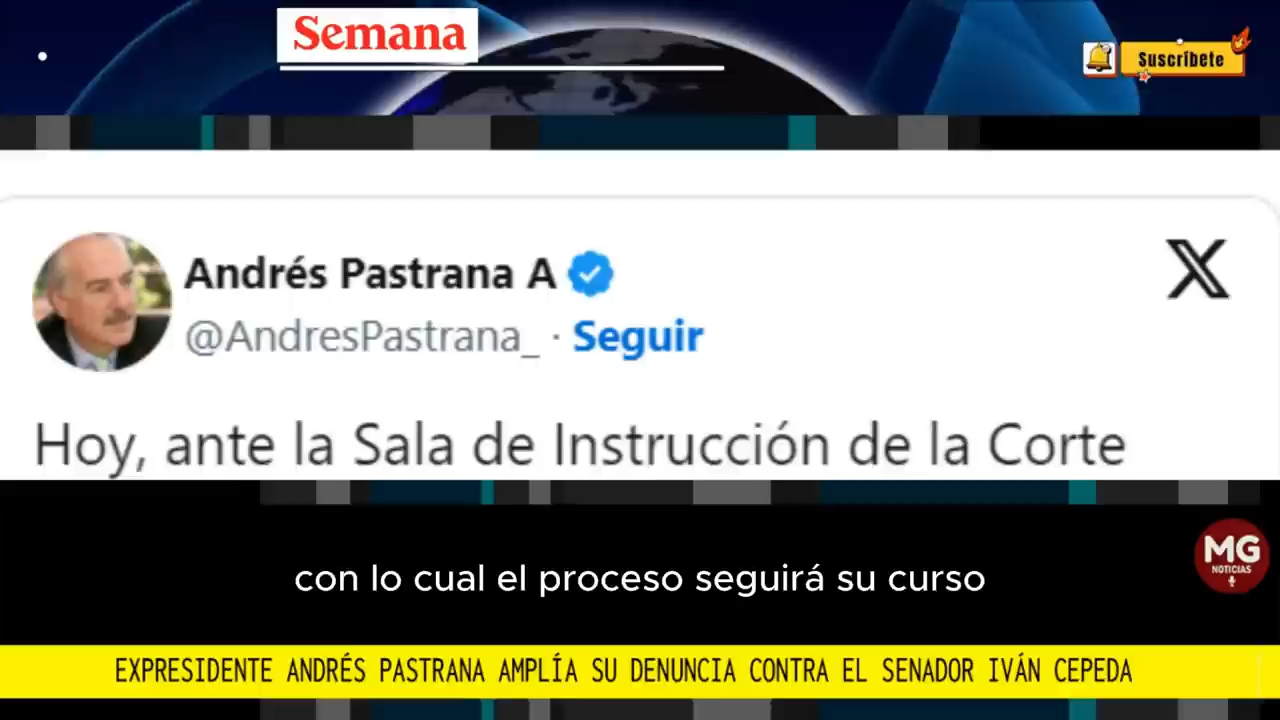 Semana
Suscríbete
Andrés Pastrana A
@AndresPastrana_ · Seguir
Hoy, ante la Sala de Instrucción de la Corte
con lo cual el proceso seguirá su curso
MG
NOTICIAS
EXPRESIDENTE ANDRÉS PASTRANA AMPLÍA SU DENUNCIA CONTRA EL SENADOR IVÁN CEPEDA